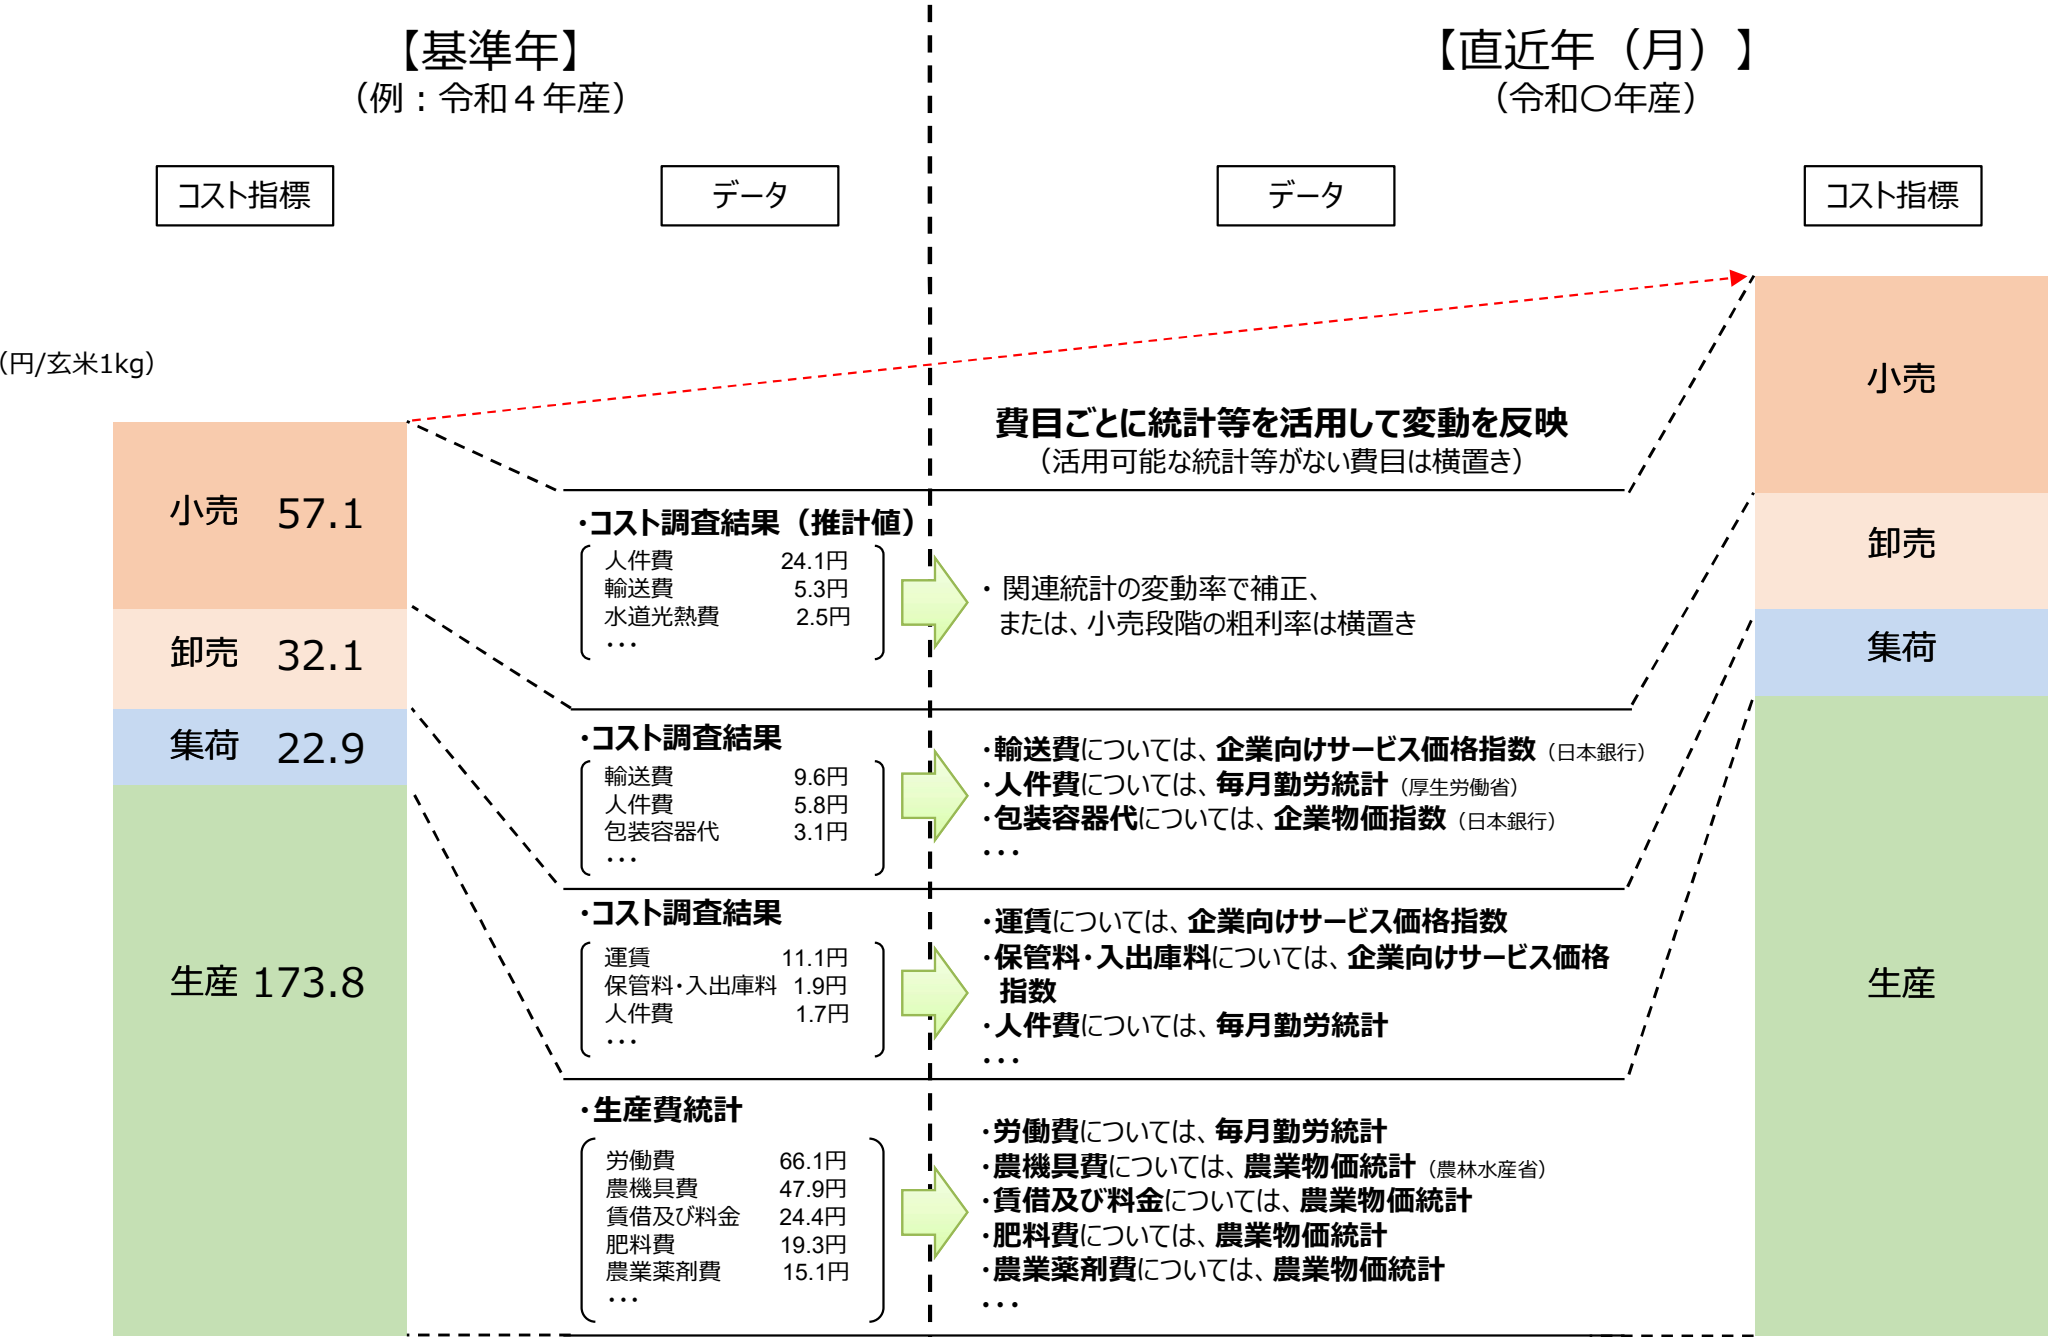 【基準年】
（例：令和４年産）
【直近年（月）】
（令和〇年産）
コスト指標
データ
データ
コスト指標
（円/玄米1kg）
小売 57.1
卸売 32.1
集荷 22.9
生産 173.8
費目ごとに統計等を活用して変動を反映
（活用可能な統計等がない費目は横置き）
・コスト調査結果（推計値）
人件費 24.1円
輸送費 5.3円
水道光熱費 2.5円
・・・
・ 関連統計の変動率で補正、
または、小売段階の粗利率は横置き
・コスト調査結果
輸送費 9.6円
人件費 5.8円
包装容器代 3.1円
・・・
・輸送費については、企業向けサービス価格指数（日本銀行）
・人件費については、毎月勤労統計（厚生労働省）
・包装容器代については、企業物価指数（日本銀行）
・・・
・コスト調査結果
運賃 11.1円
保管料・入出庫料 1.9円
人件費 1.7円
・・・
・運賃については、企業向けサービス価格指数
・保管料・入出庫料については、企業向けサービス価格
指数
・人件費については、毎月勤労統計
・・・
・生産費統計
労働費 66.1円
農機具費 47.9円
賃借及び料金 24.4円
肥料費 19.3円
農業薬剤費 15.1円
・・・
・労働費については、毎月勤労統計
・農機具費については、農業物価統計（農林水産省）
・賃借及び料金については、農業物価統計
・肥料費については、農業物価統計
・農業薬剤費については、農業物価統計
・・・
小売
卸売
集荷
生産